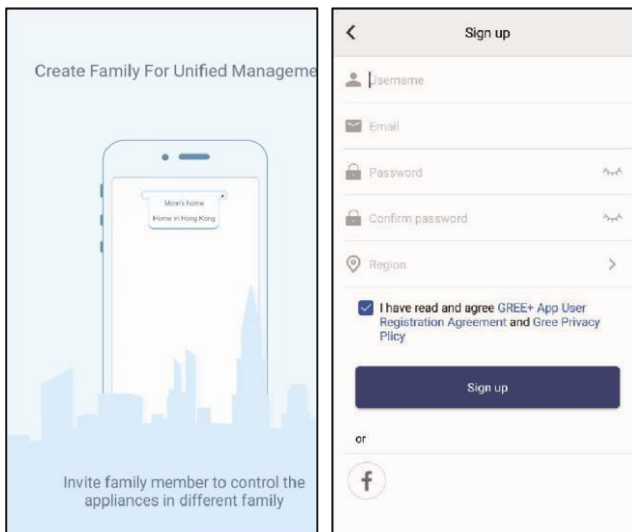 Create Family For Unified Manageme
Mom's home
Home in Hong Kong
Invite family member to control the
appliances in different family
Sign up
Username
Email
Password
Confirm password
Region
I have read and agree GREE+ App User
Registration Agreement and Gree Privacy
Plicy
Sign up
or
f